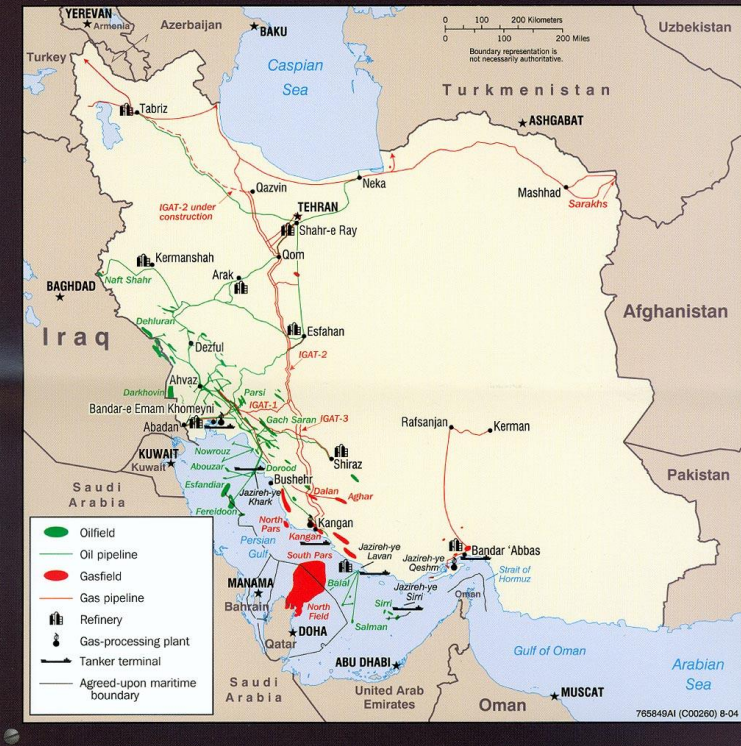 YEREVAN
Armenia
Azerbaijan
BAKU
Turkey
Caspian
Sea
0 100 200 Kilometers
0 100 200 Miles
Boundary representation is
not necessarily authoritative.
Uzbekistan
Turkmenistan
ASHGABAT
Tabriz
Qazvin
Neka
Mashhad
Sarakhs
IGAT-2 under
construction
TEHRAN
Shahr-e Ray
Qom
Kermanshah
Arak
Naft Shahr
BAGHDAD
Iraq
Afghanistan
Dehluran
Esfahan
Dezful
IGAT-2
Ahvaz
Darkhovin
Parsi
IGAT-1
Bandar-e Emam Khomeyni
Gach Saran
IGAT-3
Abadan
Rafsanjan
Kerman
KUWAIT
Kuwait
Nowrouz
Abouzar
Dorood
Shiraz
Pakistan
Saudi
Arabia
Esfandiar
Bushehr
Jazireh-ye
Khark
Dalan
Aghar
Fereidoon
North
Pars
Kangan
Kangan
Persian
Gulf
South Pars
Jazireh-ye
Lavan
Jazireh-ye
Qeshm
Bandar 'Abbas
Strait of
Hormuz
MANAMA
Bahrain
Balal
Jazireh-ye
Sirri
Oman
North
Field
Sirri
Salman
DOHA
Qatar
ABU DHABI
Gulf of Oman
Arabian
Sea
Saudi
Arabia
United Arab
Emirates
Oman
MUSCAT
Oilfield
Oil pipeline
Gasfield
Gas pipeline
Refinery
Gas-processing plant
Tanker terminal
Agreed-upon maritime
boundary
765849AI (C00260) 8-04